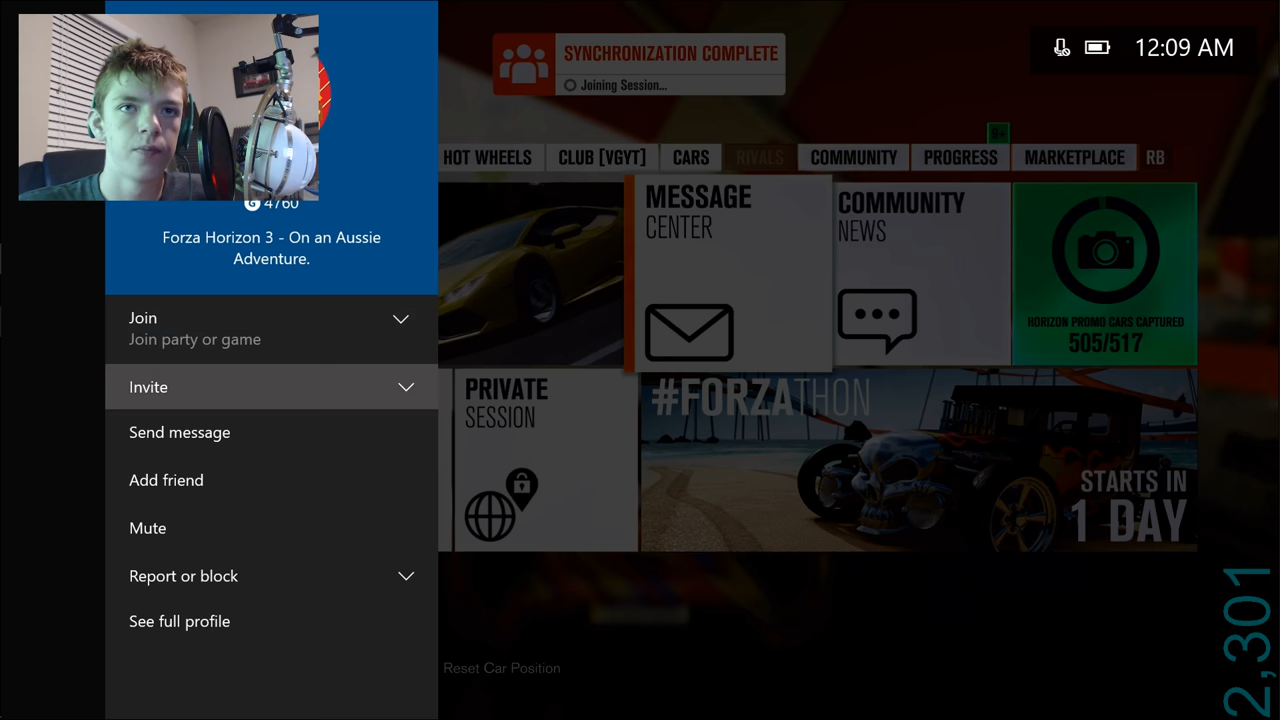 12:09 AM
SYNCHRONIZATION COMPLETE
Joining Session...
9+
HOT WHEELS
CLUB [VGYT]
CARS
RIVALS
COMMUNITY
PROGRESS
MARKETPLACE
RB
G 4760
Forza Horizon 3 - On an Aussie
Adventure.
Join
Join party or game
Invite
Send message
Add friend
Mute
Report or block
See full profile
MESSAGE
CENTER
COMMUNITY
NEWS
HORIZON PROMO CARS CAPTURED
505/517
PRIVATE
SESSION
#FORZATHON
STARTS IN
1 DAY
Reset Car Position
2,301